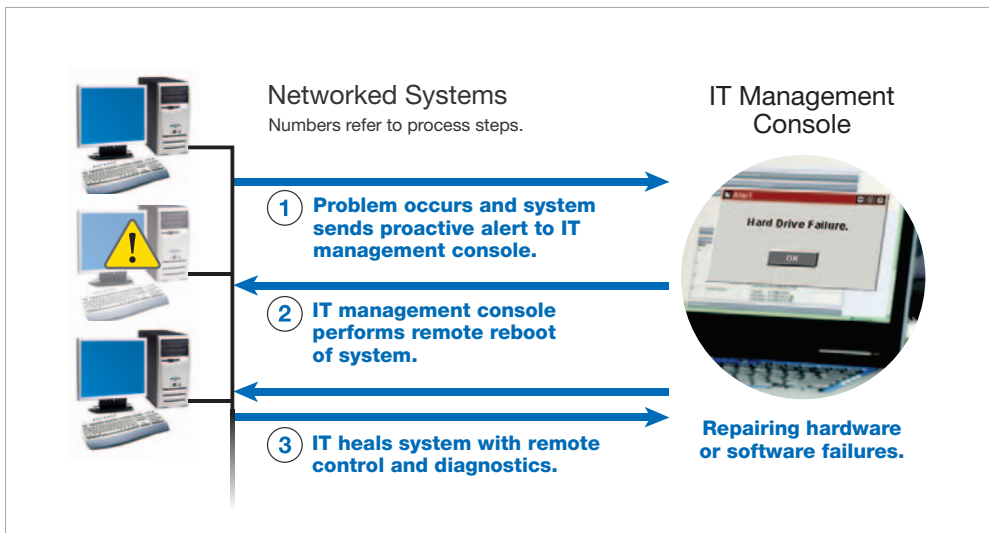 Networked Systems
Numbers refer to process steps.
IT Management
Console
1 Problem occurs and system
sends proactive alert to IT
management console.
Alert
Hard Drive Failure.
OK
2 IT management console
performs remote reboot
of system.
3 IT heals system with remote
control and diagnostics.
Repairing hardware
or software failures.